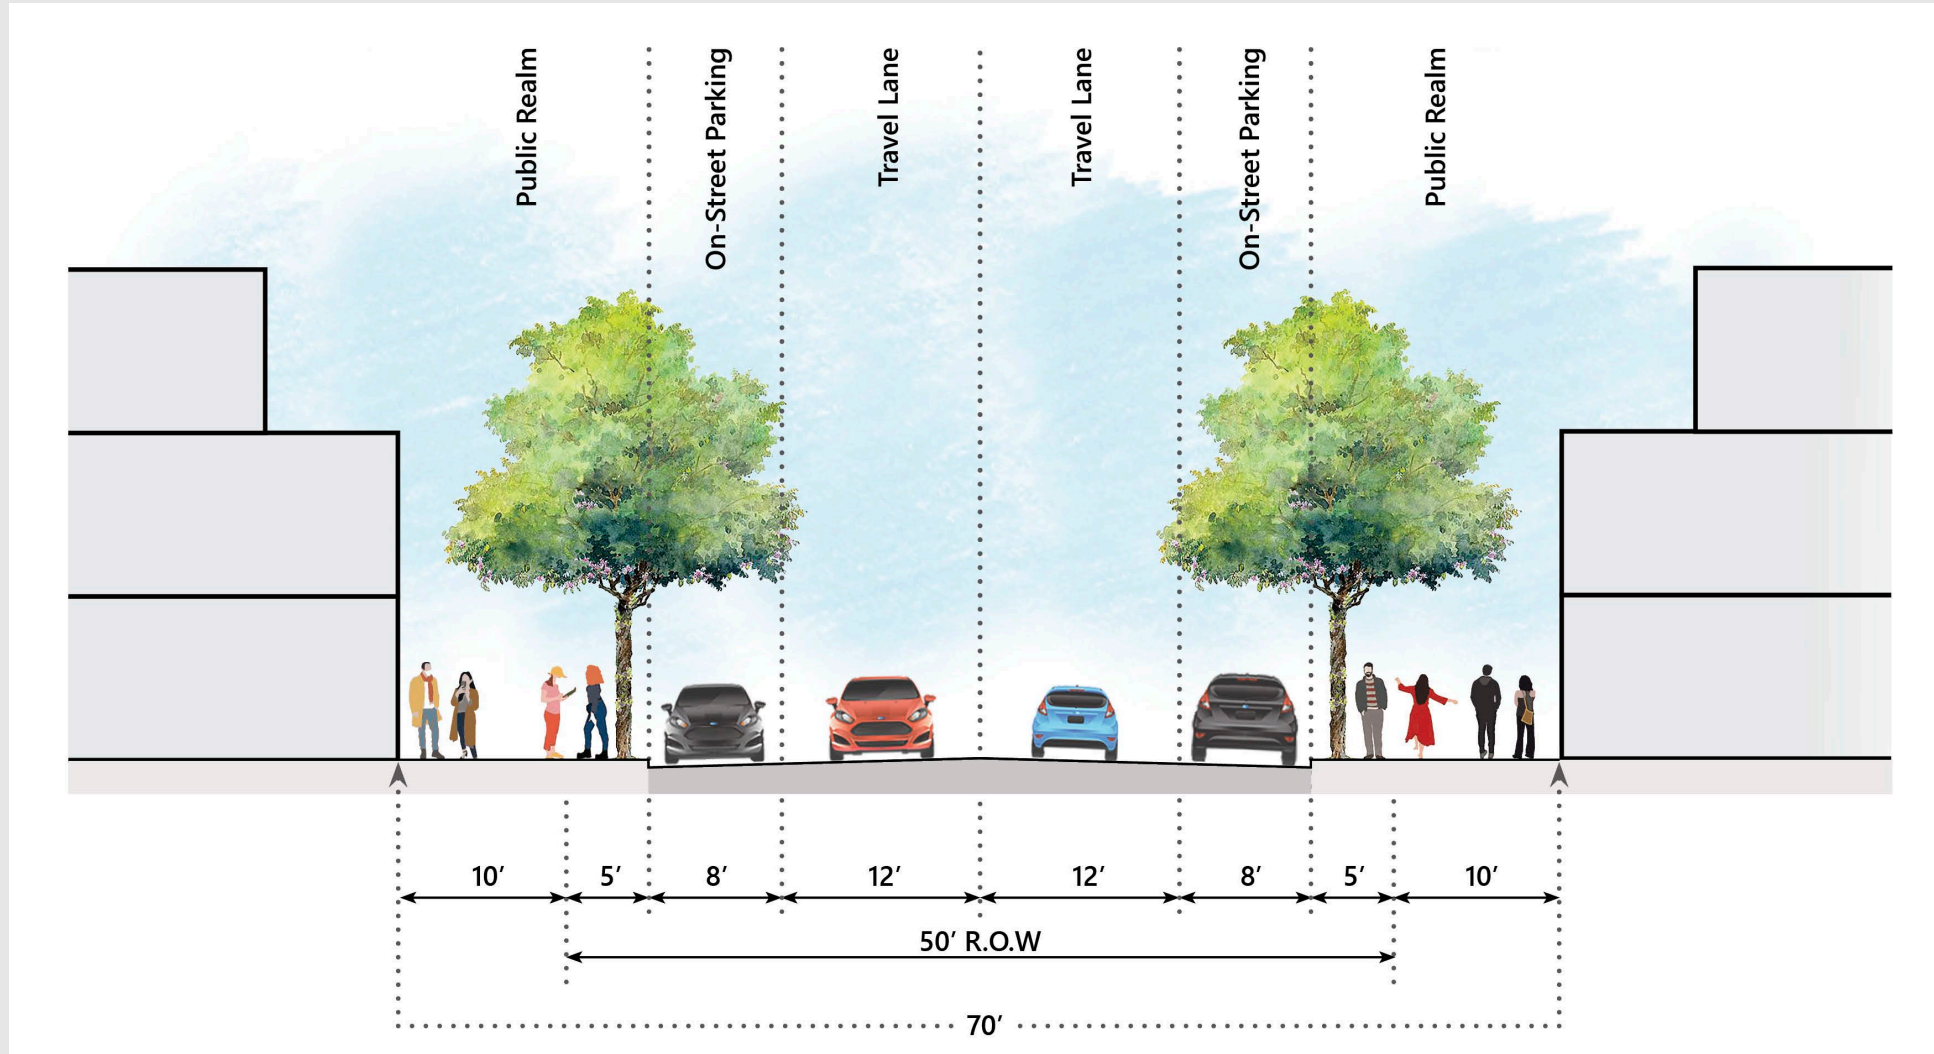 Public Realm
On-Street Parking
Travel Lane
Travel Lane
On-Street Parking
Public Realm
10’
5’
8’
12’
12’
8’
5’
10’
50’ R.O.W
70’